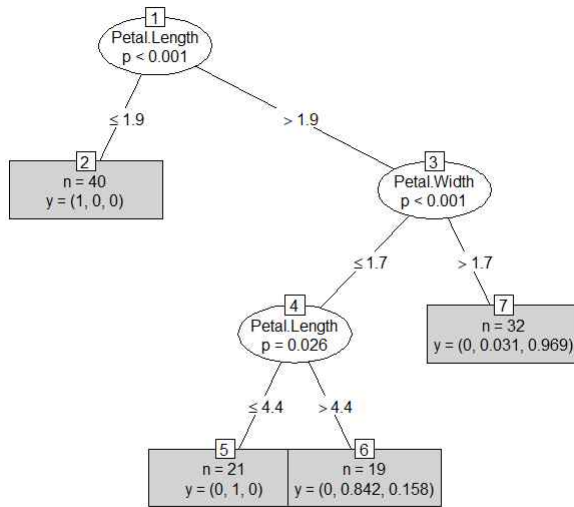 1
Petal.Length
p < 0.001
≤ 1.9
> 1.9
2
n = 40
y = (1, 0, 0)
3
Petal.Width
p < 0.001
≤ 1.7
> 1.7
4
Petal.Length
p = 0.026
7
n = 32
y = (0, 0.031, 0.969)
≤ 4.4
> 4.4
5
n = 21
y = (0, 1, 0)
6
n = 19
y = (0, 0.842, 0.158)